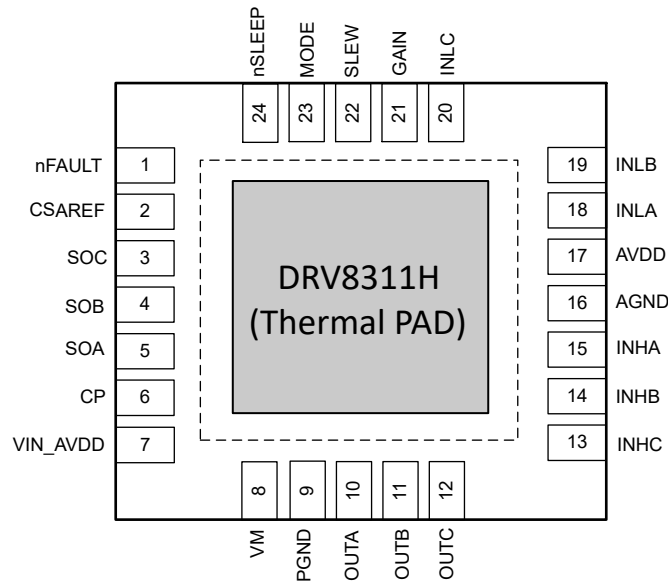 nSLEEP
MODE
SLEW
GAIN
INLC
24
23
22
21
20
nFAULT 1
CSAREF 2
SOC 3
SOB 4
SOA 5
CP 6
VIN_AVDD 7
DRV8311H
(Thermal PAD)
19 INLB
18 INLA
17 AVDD
16 AGND
15 INHA
14 INHB
13 INHC
8
9
10
11
12
VM
PGND
OUTA
OUTB
OUTC